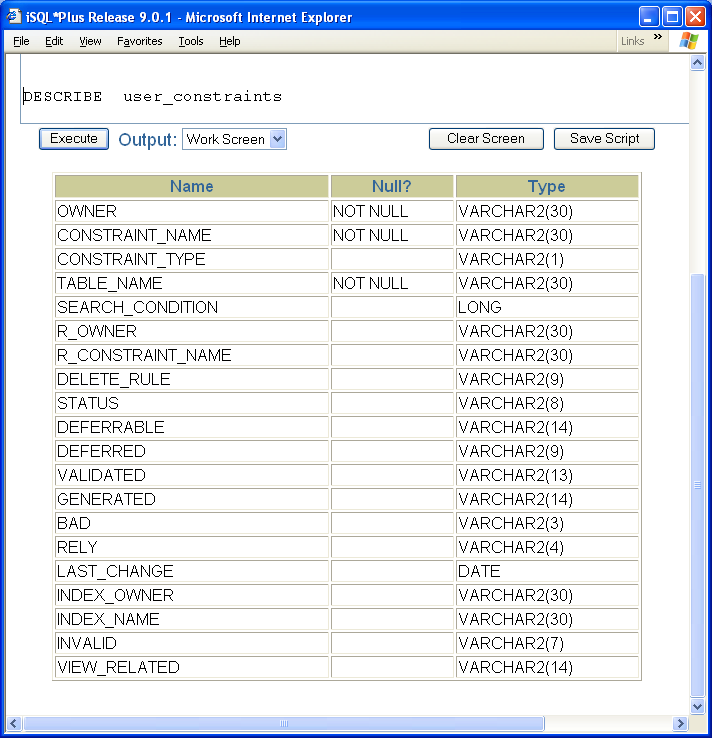 iSQL*Plus Release 9.0.1 - Microsoft Internet Explorer
File Edit View Favorites Tools Help Links »
DESCRIBE user_constraints
Execute Output: Work Screen Clear Screen Save Script
Name Null? Type
OWNER NOT NULL VARCHAR2(30)
CONSTRAINT_NAME NOT NULL VARCHAR2(30)
CONSTRAINT_TYPE VARCHAR2(1)
TABLE_NAME NOT NULL VARCHAR2(30)
SEARCH_CONDITION LONG
R_OWNER VARCHAR2(30)
R_CONSTRAINT_NAME VARCHAR2(30)
DELETE_RULE VARCHAR2(9)
STATUS VARCHAR2(8)
DEFERRABLE VARCHAR2(14)
DEFERRED VARCHAR2(9)
VALIDATED VARCHAR2(13)
GENERATED VARCHAR2(14)
BAD VARCHAR2(3)
RELY VARCHAR2(4)
LAST_CHANGE DATE
INDEX_OWNER VARCHAR2(30)
INDEX_NAME VARCHAR2(30)
INVALID VARCHAR2(7)
VIEW_RELATED VARCHAR2(14)